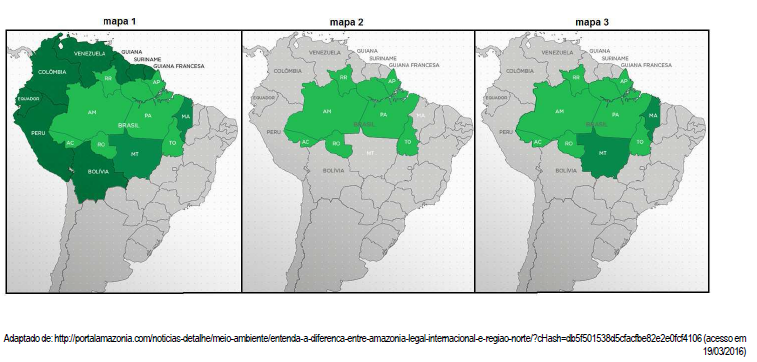 mapa 1
mapa 2
mapa 3
VENEZUELA
GUIANA
SURINAME
GUIANA FRANCESA
COLÔMBIA
RR
AP
EQUADOR
AM
PA
MA
BRASIL
PERU
AC
RO
TO
MT
BOLÍVIA
VENEZUELA
GUIANA
SURINAME
GUIANA FRANCESA
COLÔMBIA
RR
AP
EQUADOR
AM
PA
MA
BRASIL
PERU
AC
RO
TO
MT
BOLÍVIA
VENEZUELA
GUIANA
SURINAME
GUIANA FRANCESA
COLÔMBIA
RR
AP
EQUADOR
AM
PA
MA
BRASIL
PERU
AC
RO
TO
MT
BOLÍVIA
Adaptado de: http://portalamazonia.com/noticias-detalhe/meio-ambiente/entenda-a-diferenca-entre-amazonia-legal-internacional-e-regiao-norte/?cHash=db5f501538d5cfacfbe82e2e0fcf4106 (acesso em
19/03/2016)